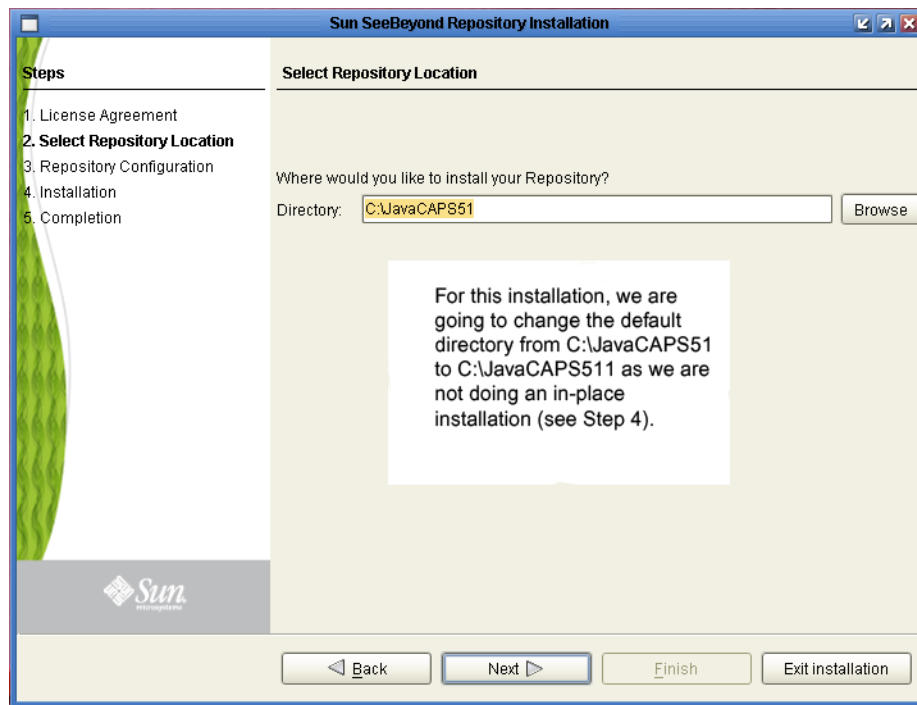 Sun SeeBeyond Repository Installation
Steps
1. License Agreement
2. Select Repository Location
3. Repository Configuration
4. Installation
5. Completion
Sun
microsystems
Select Repository Location
Where would you like to install your Repository?
Directory: C:\JavaCAPS51 Browse
For this installation, we are
going to change the default
directory from C:\JavaCAPS51
to C:\JavaCAPS511 as we are
not doing an in-place
installation (see Step 4).
Back Next Finish Exit installation